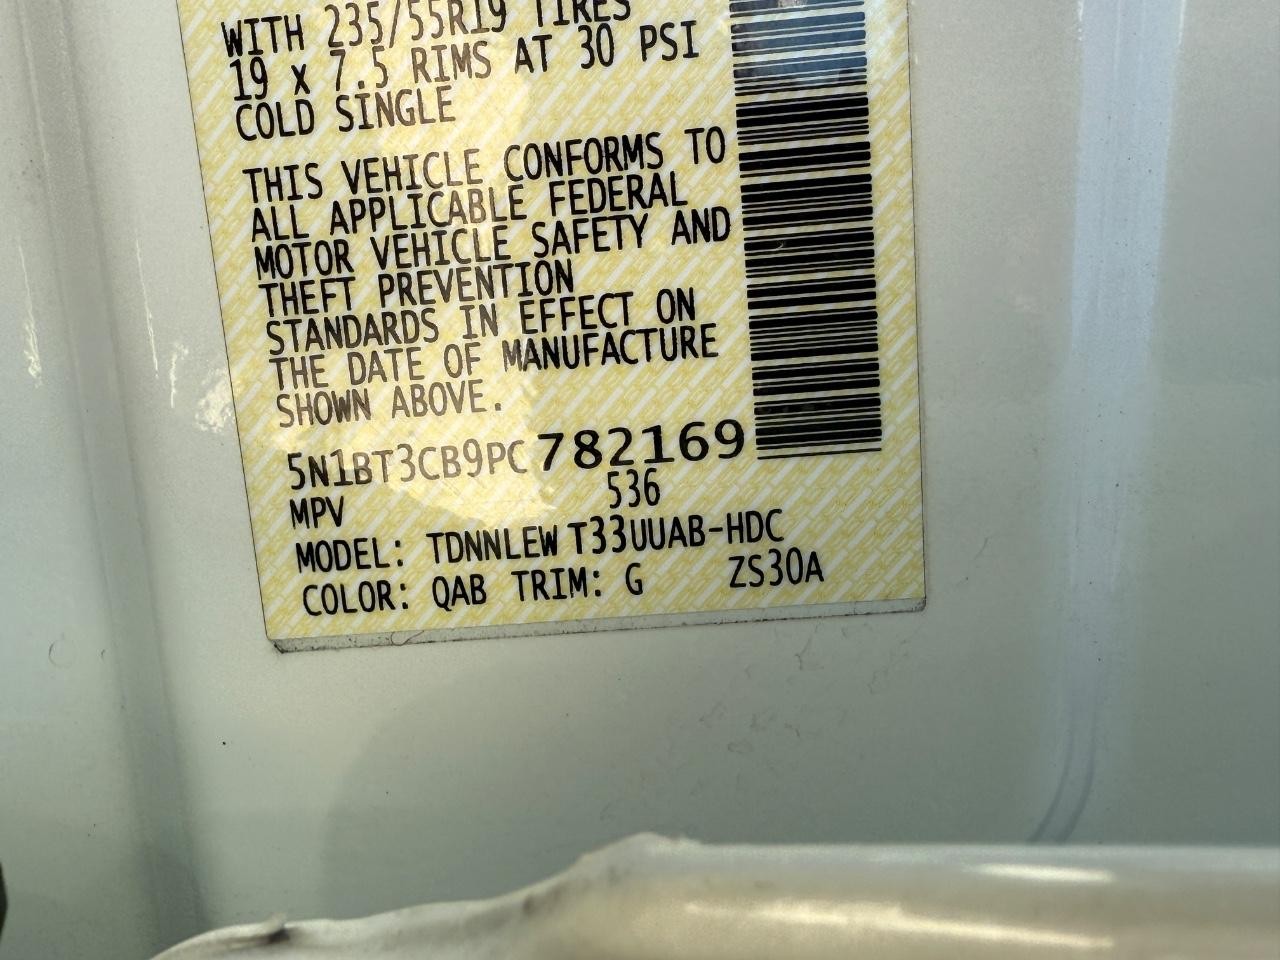 WITH 235/55R19 TIRES
19 x 7.5 RIMS AT 30 PSI
COLD SINGLE
THIS VEHICLE CONFORMS TO
ALL APPLICABLE FEDERAL
MOTOR VEHICLE SAFETY AND
THEFT PREVENTION
STANDARDS IN EFFECT ON
THE DATE OF MANUFACTURE
SHOWN ABOVE.
5N1BT3CB9PC782169
MPV 536
MODEL: TDNNLEW T33UUAB-HDC
COLOR: QAB TRIM: G ZS30A